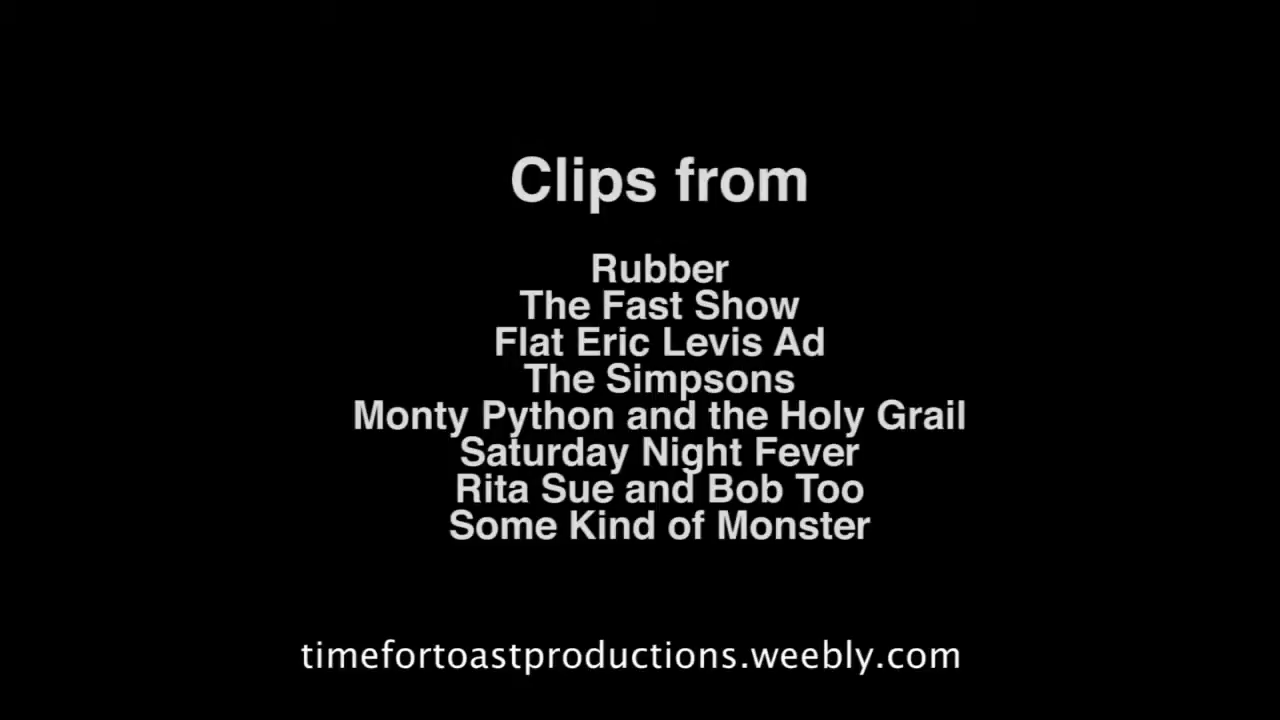 Clips from
Rubber
The Fast Show
Flat Eric Levis Ad
The Simpsons
Monty Python and the Holy Grail
Saturday Night Fever
Rita Sue and Bob Too
Some Kind of Monster
timefortoastproductions.weebly.com